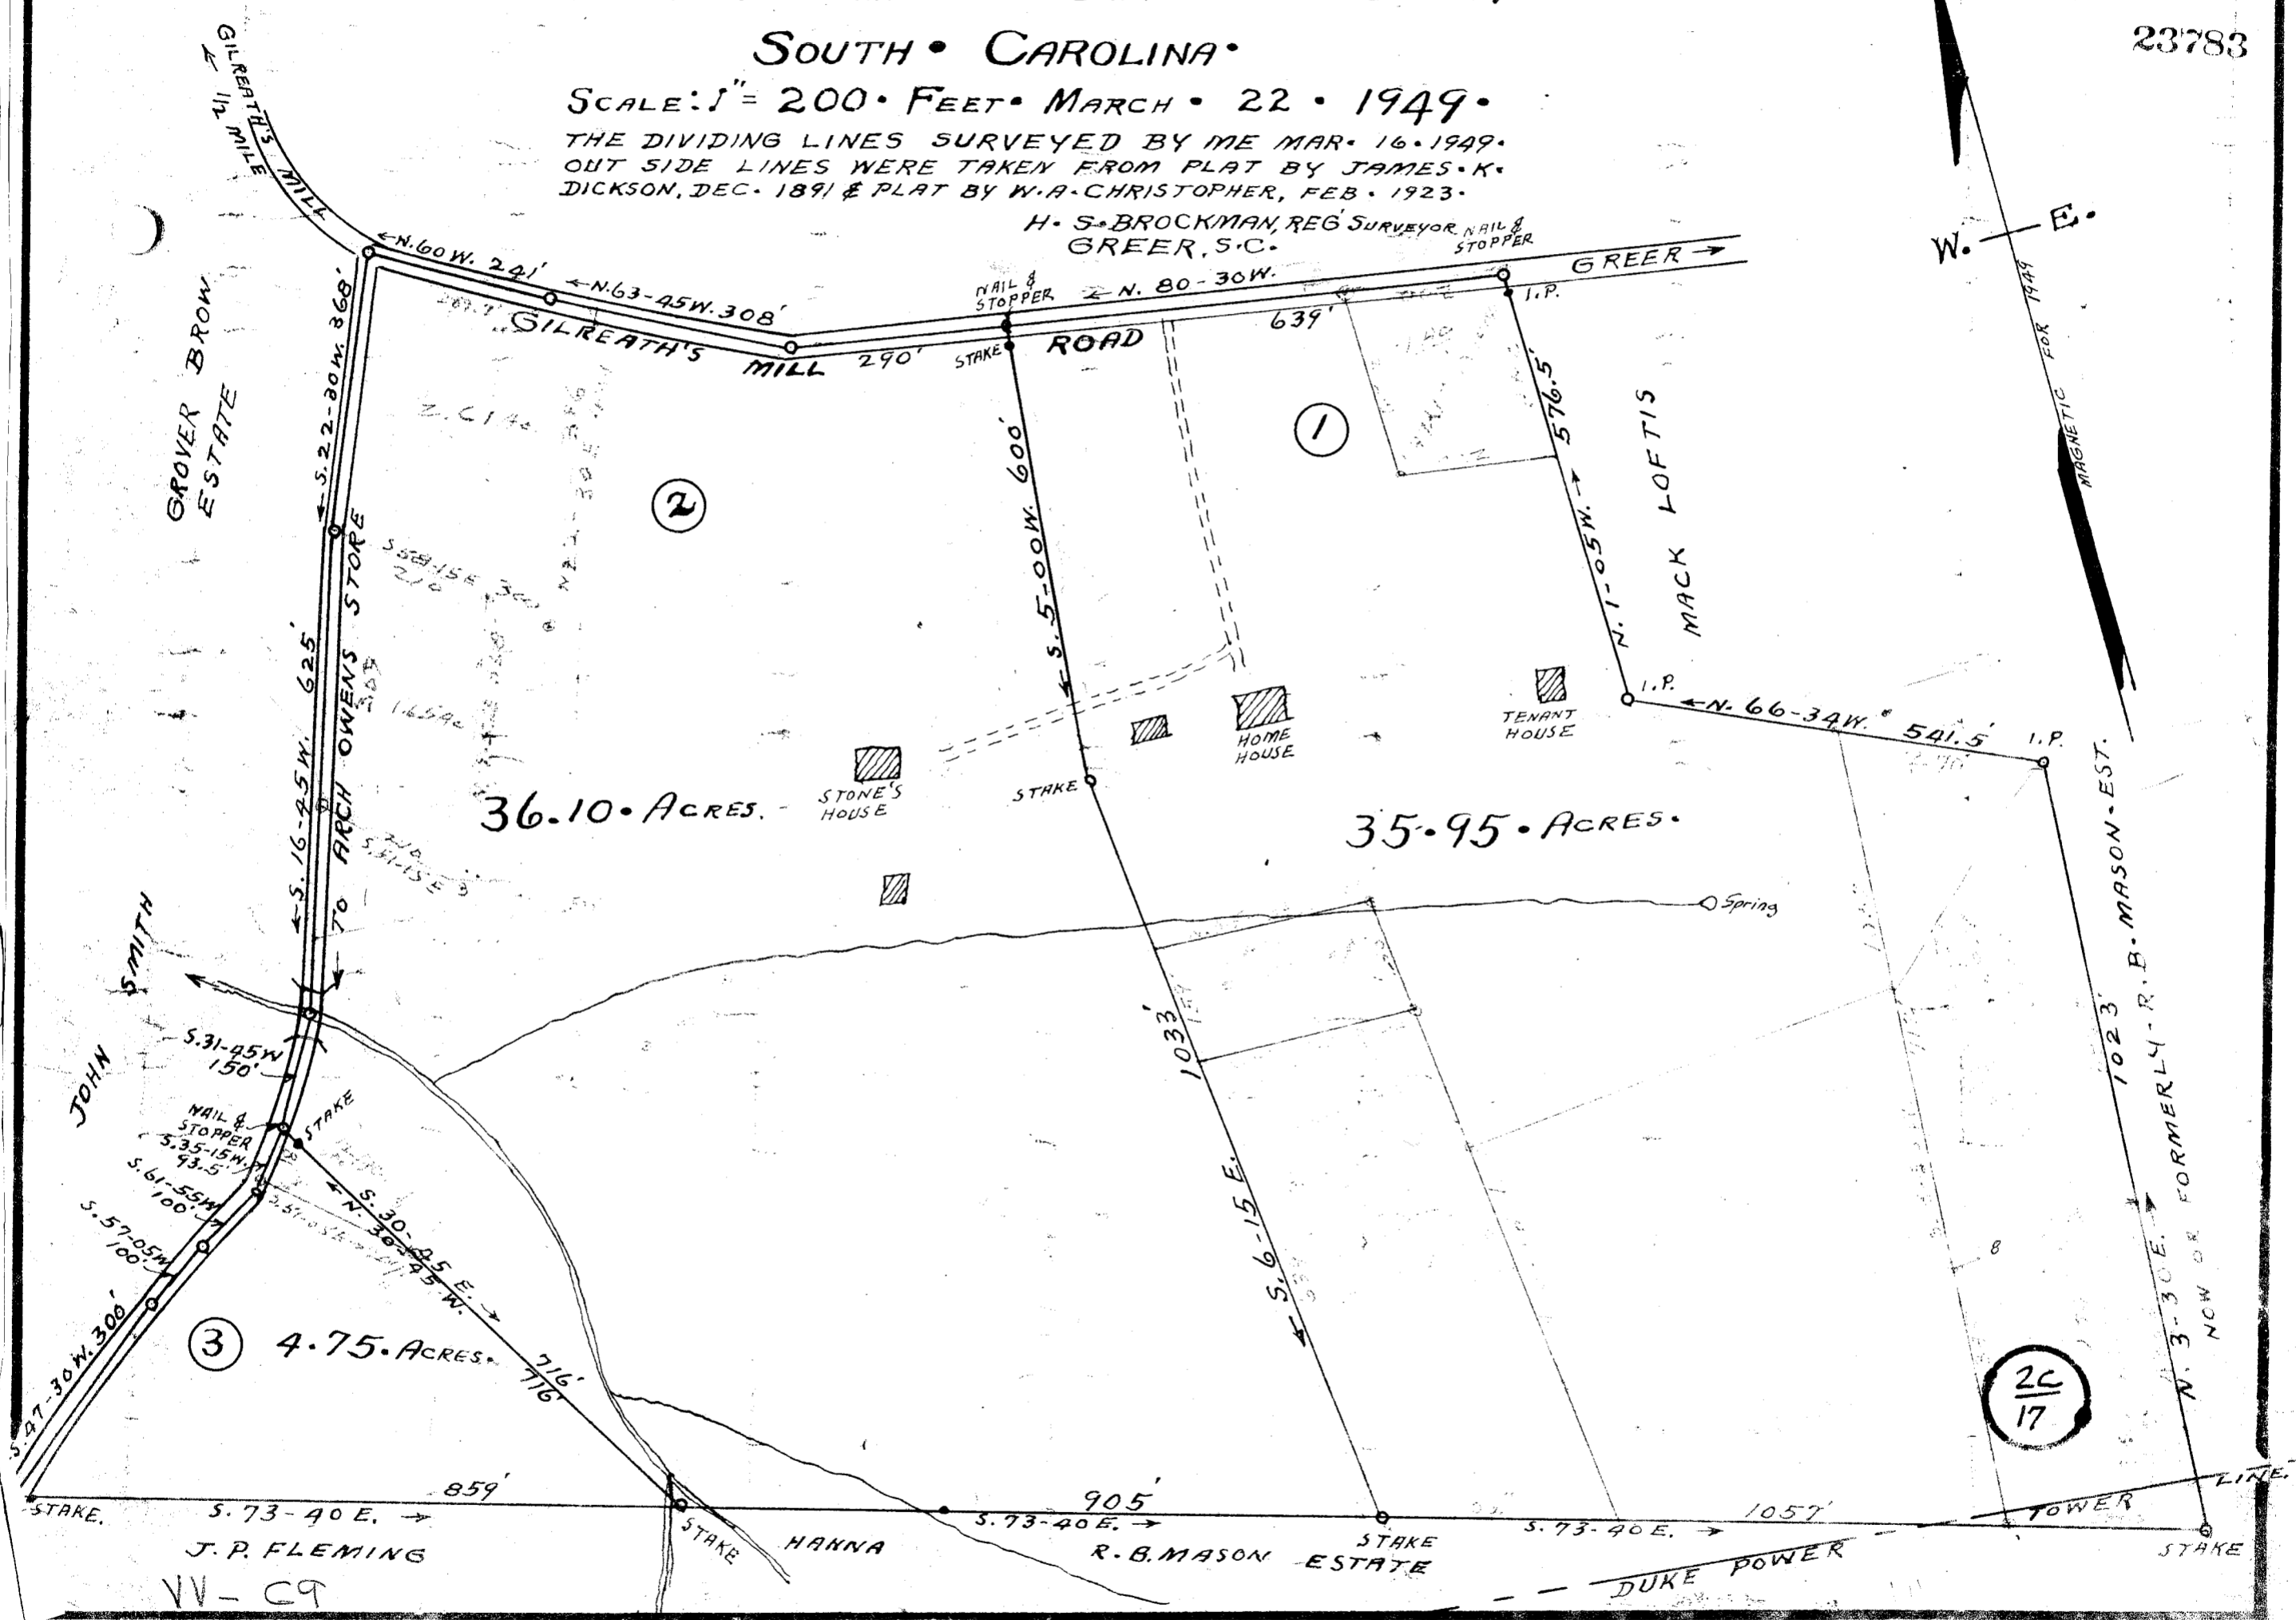 23783
SOUTH • CAROLINA •
SCALE: 1" = 200 • FEET • MARCH • 22 • 1949 •
THE DIVIDING LINES SURVEYED BY ME MAR. 16 • 1949 •
OUT SIDE LINES WERE TAKEN FROM PLAT BY JAMES • K •
DICKSON, DEC. 1891 & PLAT BY W. A. CHRISTOPHER, FEB. 1923 •
H. S. BROCKMAN, REG SURVEYOR
GREER, S.C.
GILREATH'S MILL
← 1/2 MILE
W. E.
MAGNETIC FOR 1949
← N. 60 W. 241'
← N. 63-45 W. 308'
GILREATH'S MILL ROAD
290'
NAIL &
STOPPER
STAKE
← N. 80-30 W.
639'
NAIL &
STOPPER
GREER →
I.P.
GROVER BROW
ESTATE
← S. 22-30 W. 368'
← S. 16-45 W. 625'
← TO ARCH OWENS STORE
2
36.10 • ACRES.
← S. 5-00 W. 600'
1
576.5'
N. 1-05 W. →
MACK LOFTIS
I.P.
← N. 66-34 W. 541.5'
I.P.
TENANT
HOUSE
HOME
HOUSE
STONE'S
HOUSE
STAKE
35.95 • ACRES.
Spring
1023'
N. 3-30 E. →
NOW OR FORMERLY - R. B. MASON • EST.
JOHN SMITH
S. 31-45 W
150'
NAIL &
STOPPER
STAKE
S. 35-15 W.
93.5'
S. 61-55 W
100'
S. 57-05 W
100'
S. 47-30 W. 300'
S. 30-45 E. →
← N. 30-45 W.
716'
716'
3
4.75 • ACRES.
1033'
← S. 6-15 E.
8
2C
17
STAKE.
S. 73-40 E. →
859'
J. P. FLEMING
STAKE
HANNA
905'
S. 73-40 E. →
R. B. MASON ESTATE
STAKE
S. 73-40 E. →
1057'
DUKE POWER TOWER LINE.
STAKE
VV - C9